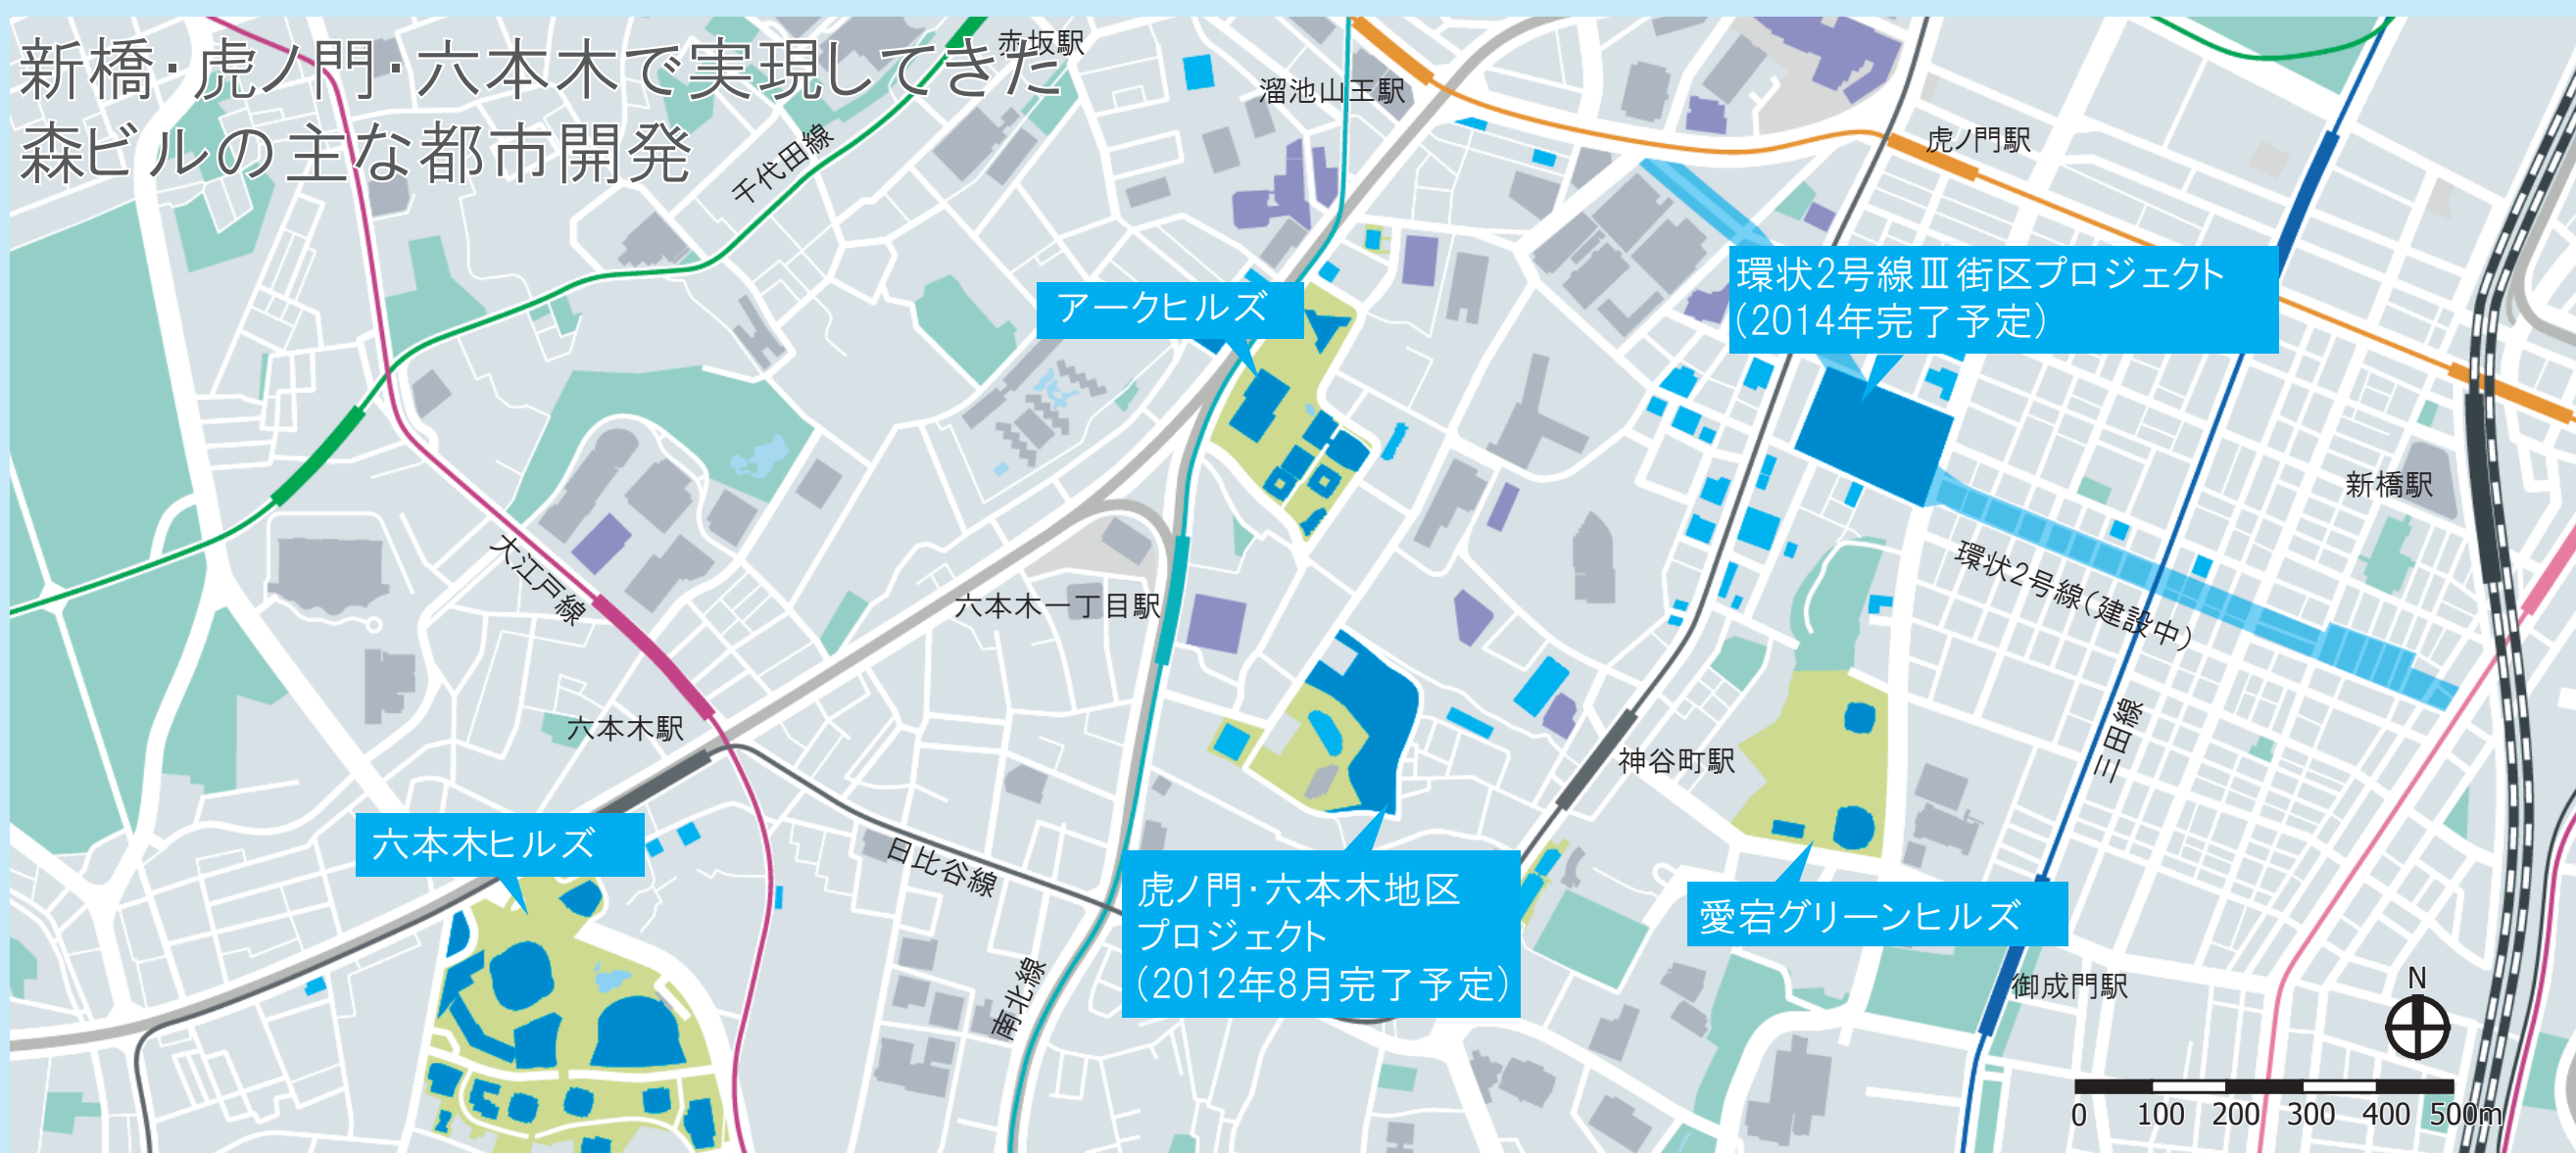 新橋・虎ノ門・六本木で実現してきた
森ビルの主な都市開発
赤坂駅
溜池山王駅
虎ノ門駅
千代田線
アークヒルズ
環状2号線Ⅲ街区プロジェクト
(2014年完了予定)
新橋駅
大江戸線
六本木一丁目駅
環状2号線(建設中)
六本木駅
神谷町駅
三田線
六本木ヒルズ
日比谷線
虎ノ門・六本木地区
プロジェクト
(2012年8月完了予定)
愛宕グリーンヒルズ
南北線
御成門駅
N
0 100 200 300 400 500m